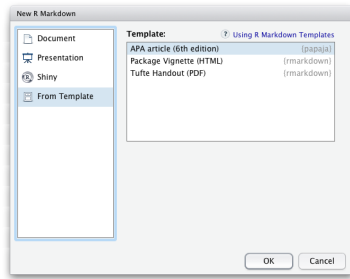 New R Markdown
Document
Presentation
Shiny
From Template
Template:
? Using R Markdown Templates
APA article (6th edition) {papaja}
Package Vignette (HTML) {rmarkdown}
Tufte Handout (PDF) {rmarkdown}
OK Cancel